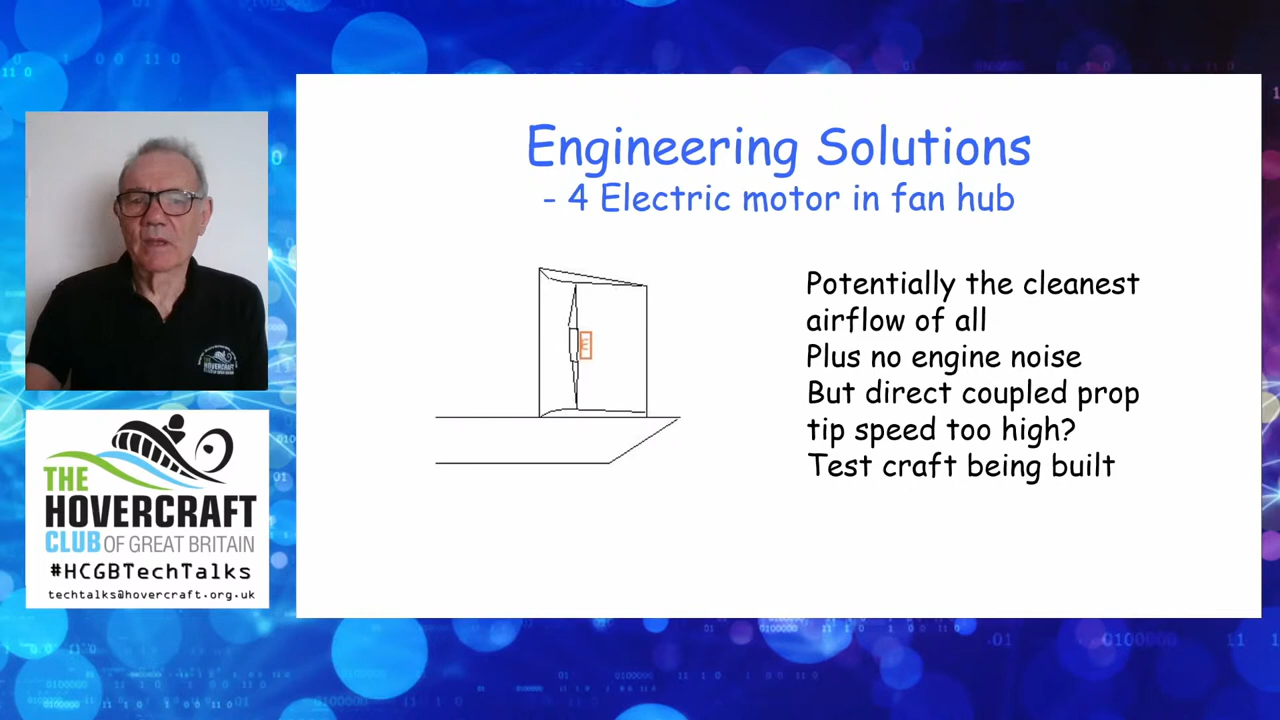 Engineering Solutions
- 4 Electric motor in fan hub
Potentially the cleanest
airflow of all
Plus no engine noise
But direct coupled prop
tip speed too high?
Test craft being built
E
THE
HOVERCRAFT
CLUB OF GREAT BRITAIN
#HCGBTechTalks
techtalks@hovercraft.org.uk
HOVERCRAFT